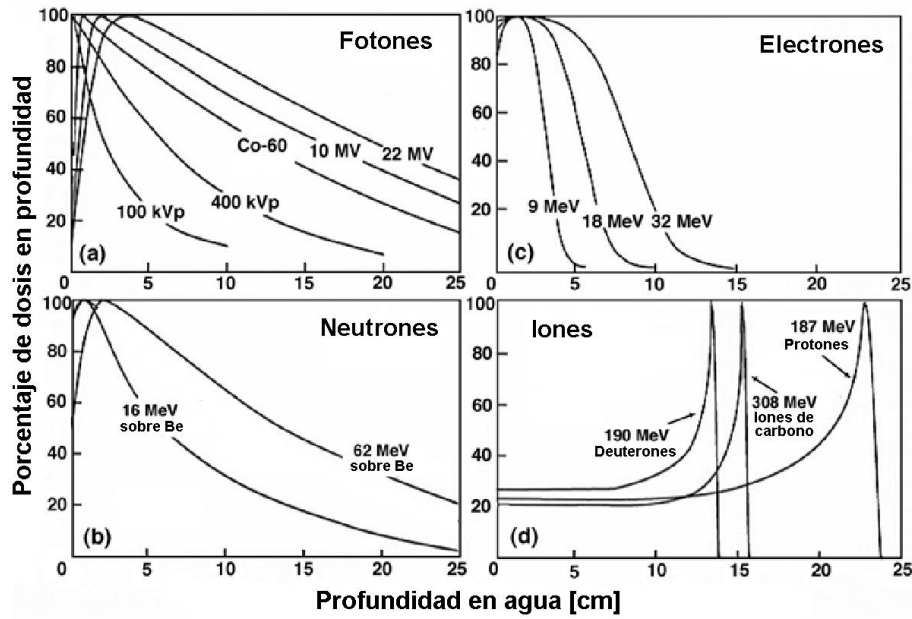 Porcentaje de dosis en profundidad
Fotones
100
80
60
40
20
0
5
10
15
20
25
100 kVp
400 kVp
Co-60
10 MV
22 MV
(a)
Electrones
100
80
60
40
20
0
5
10
15
20
25
9 MeV
18 MeV
32 MeV
(c)
Neutrones
100
80
60
40
20
0
5
10
15
20
25
16 MeV
sobre Be
62 MeV
sobre Be
(b)
Iones
100
80
60
40
20
0
5
10
15
20
25
187 MeV
Protones
308 MeV
Iones de
carbono
190 MeV
Deuterones
(d)
Profundidad en agua [cm]